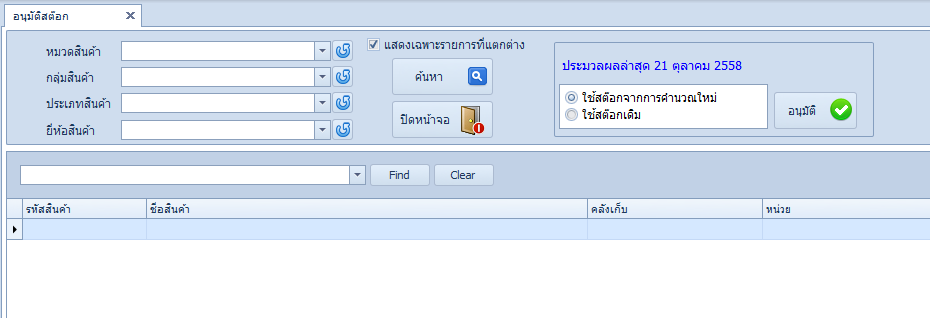 อนุมัติสต๊อก
หมวดสินค้า
กลุ่มสินค้า
ประเภทสินค้า
ยี่ห้อสินค้า
แสดงเฉพาะรายการที่แตกต่าง
ค้นหา
ปิดหน้าจอ
ประมวลผลล่าสุด 21 ตุลาคม 2558
ใช้สต๊อกจากการคำนวณใหม่
ใช้สต๊อกเดิม
อนุมัติ
Find Clear
รหัสสินค้า ชื่อสินค้า คลังเก็บ หน่วย